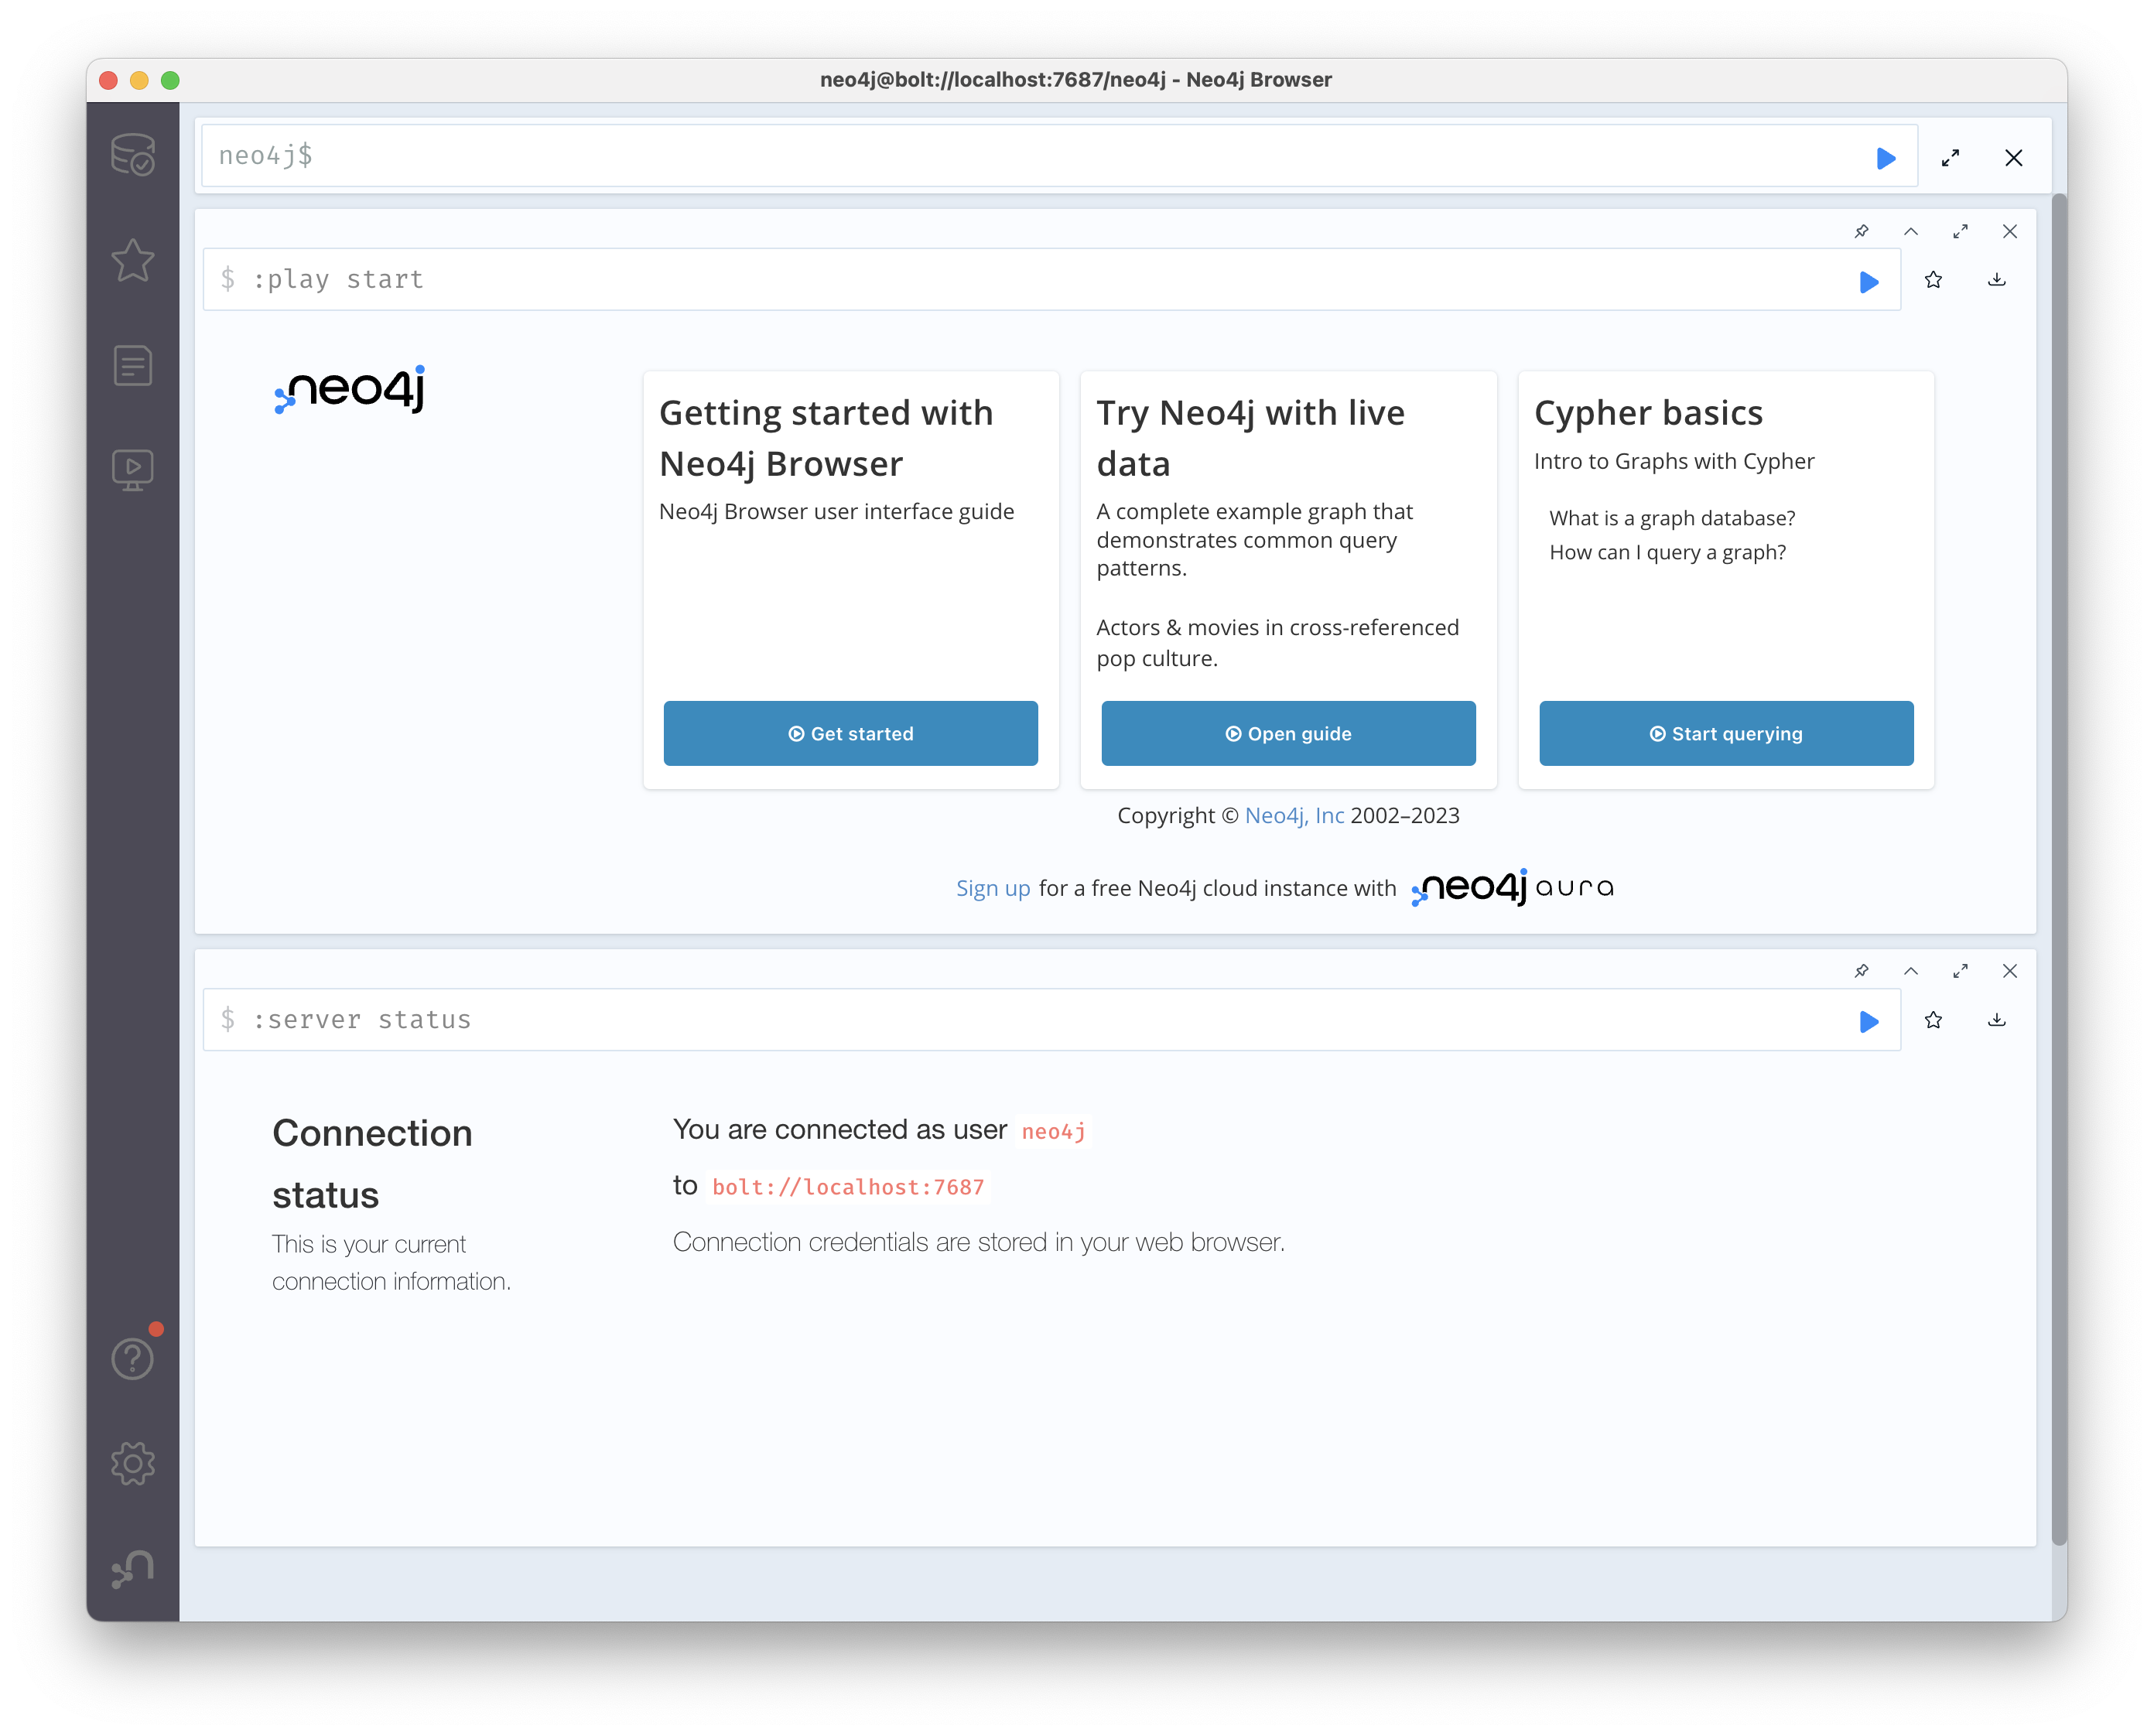 neo4j@bolt://localhost:7687/neo4j - Neo4j Browser
neo4j$
$ :play start
neo4j
Getting started with
Neo4j Browser
Neo4j Browser user interface guide
Get started
Try Neo4j with live
data
A complete example graph that
demonstrates common query
patterns.
Actors & movies in cross-referenced
pop culture.
Open guide
Cypher basics
Intro to Graphs with Cypher
What is a graph database?
How can I query a graph?
Start querying
Copyright © Neo4j, Inc 2002–2023
Sign up for a free Neo4j cloud instance with neo4j aura
$ :server status
Connection
status
This is your current
connection information.
You are connected as user neo4j
to bolt://localhost:7687
Connection credentials are stored in your web browser.